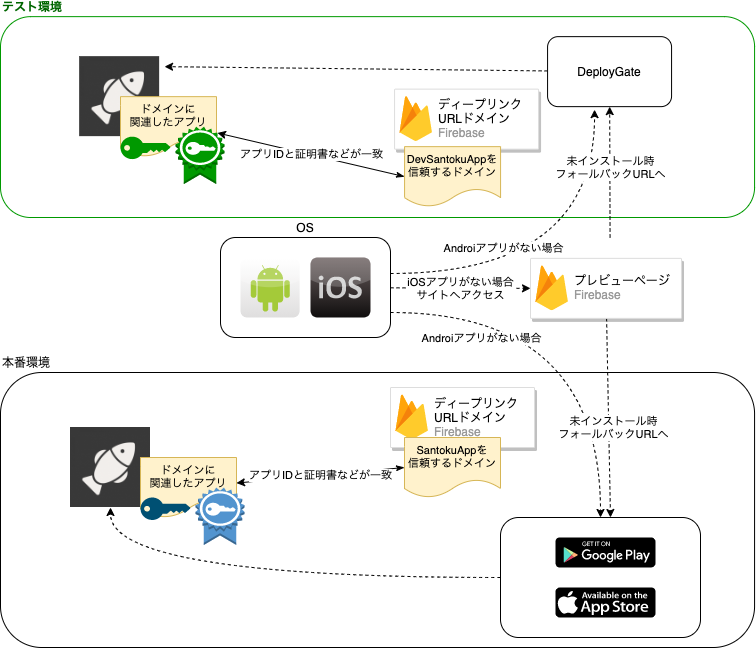 テスト環境
DeployGate
ドメインに
関連したアプリ
ディープリンク
URLドメイン
Firebase
アプリIDと証明書などが一致
DevSantokuAppを
信頼するドメイン
未インストール時
フォールバックURLへ
OS
Androiアプリがない場合
iOS
iOSアプリがない場合
サイトへアクセス
プレビューページ
Firebase
Androiアプリがない場合
本番環境
ディープリンク
URLドメイン
Firebase
未インストール時
フォールバックURLへ
SantokuAppを
信頼するドメイン
ドメインに
関連したアプリ
アプリIDと証明書などが一致
GET IT ON
Google Play
Available on the
App Store